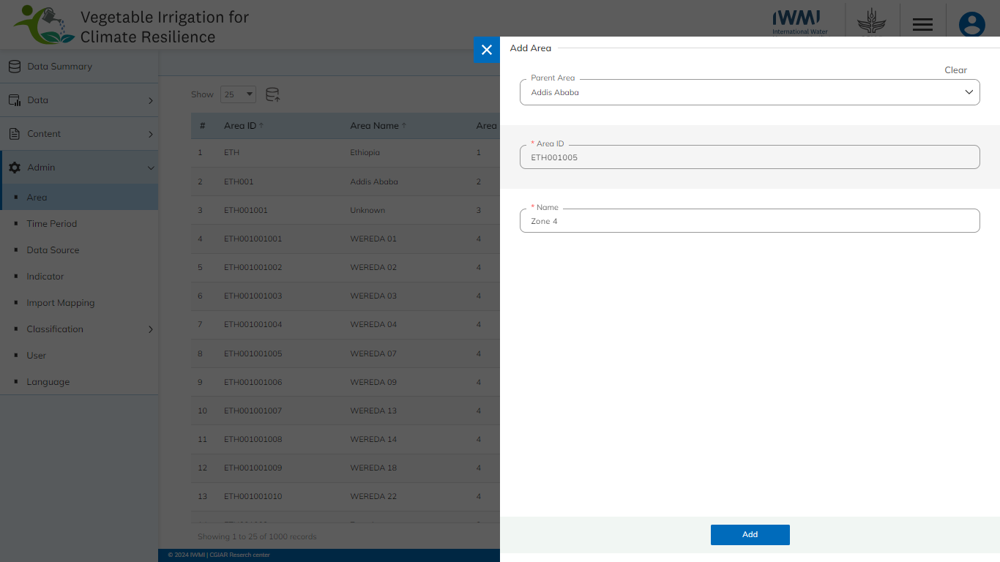 Vegetable Irrigation for
Climate Resilience
IWMI
International Water
Data Summary
Data
Content
Admin
Area
Time Period
Data Source
Indicator
Import Mapping
Classification
User
Language
Show 25
# Area ID Area Name Area
1 ETH Ethiopia 1
2 ETH001 Addis Ababa 2
3 ETH001001 Unknown 3
4 ETH001001001 WEREDA 01 4
5 ETH001001002 WEREDA 02 4
6 ETH001001003 WEREDA 03 4
7 ETH001001004 WEREDA 04 4
8 ETH001001005 WEREDA 07 4
9 ETH001001006 WEREDA 09 4
10 ETH001001007 WEREDA 13 4
11 ETH001001008 WEREDA 14 4
12 ETH001001009 WEREDA 18 4
13 ETH001001010 WEREDA 22 4
Showing 1 to 25 of 1000 records
© 2024 IWMI | CGIAR Reserch center
Add Area
Clear
Parent Area
Addis Ababa
* Area ID
ETH001005
* Name
Zone 4
Add